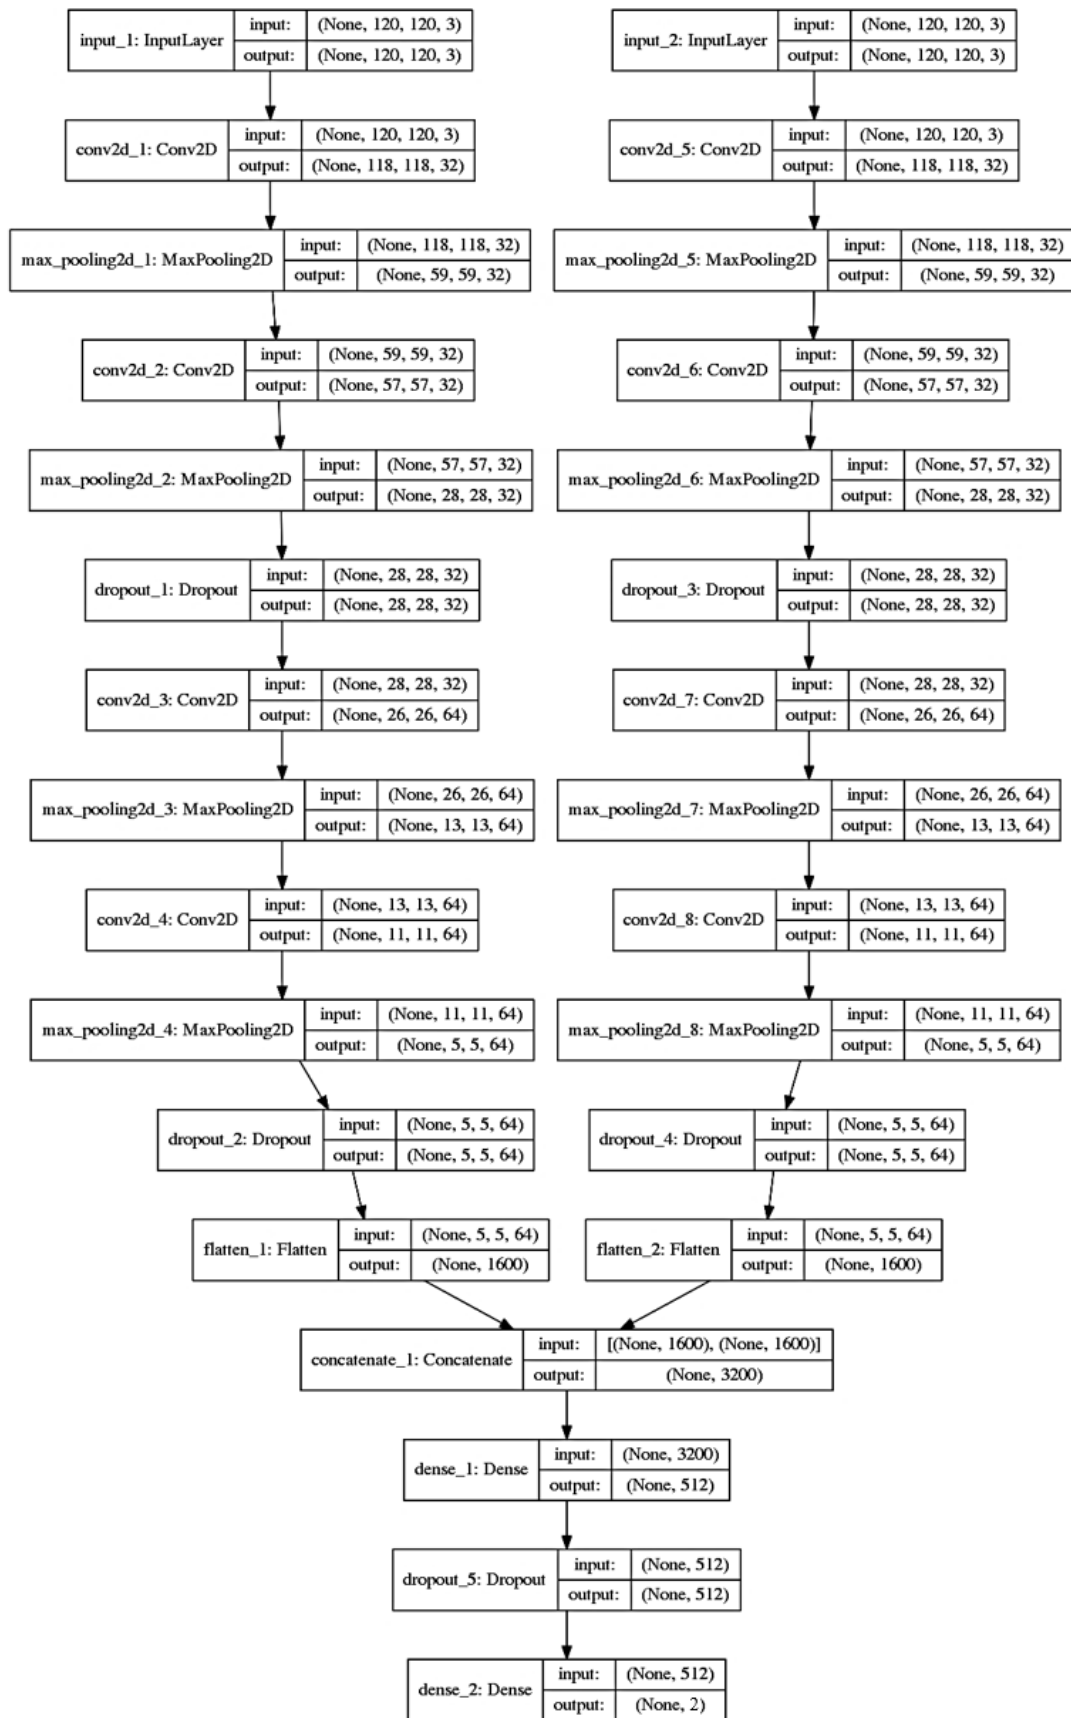 input_1: InputLayer
input: (None, 120, 120, 3)
output: (None, 120, 120, 3)
input_2: InputLayer
input: (None, 120, 120, 3)
output: (None, 120, 120, 3)
conv2d_1: Conv2D
input: (None, 120, 120, 3)
output: (None, 118, 118, 32)
conv2d_5: Conv2D
input: (None, 120, 120, 3)
output: (None, 118, 118, 32)
max_pooling2d_1: MaxPooling2D
input: (None, 118, 118, 32)
output: (None, 59, 59, 32)
max_pooling2d_5: MaxPooling2D
input: (None, 118, 118, 32)
output: (None, 59, 59, 32)
conv2d_2: Conv2D
input: (None, 59, 59, 32)
output: (None, 57, 57, 32)
conv2d_6: Conv2D
input: (None, 59, 59, 32)
output: (None, 57, 57, 32)
max_pooling2d_2: MaxPooling2D
input: (None, 57, 57, 32)
output: (None, 28, 28, 32)
max_pooling2d_6: MaxPooling2D
input: (None, 57, 57, 32)
output: (None, 28, 28, 32)
dropout_1: Dropout
input: (None, 28, 28, 32)
output: (None, 28, 28, 32)
dropout_3: Dropout
input: (None, 28, 28, 32)
output: (None, 28, 28, 32)
conv2d_3: Conv2D
input: (None, 28, 28, 32)
output: (None, 26, 26, 64)
conv2d_7: Conv2D
input: (None, 28, 28, 32)
output: (None, 26, 26, 64)
max_pooling2d_3: MaxPooling2D
input: (None, 26, 26, 64)
output: (None, 13, 13, 64)
max_pooling2d_7: MaxPooling2D
input: (None, 26, 26, 64)
output: (None, 13, 13, 64)
conv2d_4: Conv2D
input: (None, 13, 13, 64)
output: (None, 11, 11, 64)
conv2d_8: Conv2D
input: (None, 13, 13, 64)
output: (None, 11, 11, 64)
max_pooling2d_4: MaxPooling2D
input: (None, 11, 11, 64)
output: (None, 5, 5, 64)
max_pooling2d_8: MaxPooling2D
input: (None, 11, 11, 64)
output: (None, 5, 5, 64)
dropout_2: Dropout
input: (None, 5, 5, 64)
output: (None, 5, 5, 64)
dropout_4: Dropout
input: (None, 5, 5, 64)
output: (None, 5, 5, 64)
flatten_1: Flatten
input: (None, 5, 5, 64)
output: (None, 1600)
flatten_2: Flatten
input: (None, 5, 5, 64)
output: (None, 1600)
concatenate_1: Concatenate
input: [(None, 1600), (None, 1600)]
output: (None, 3200)
dense_1: Dense
input: (None, 3200)
output: (None, 512)
dropout_5: Dropout
input: (None, 512)
output: (None, 512)
dense_2: Dense
input: (None, 512)
output: (None, 2)